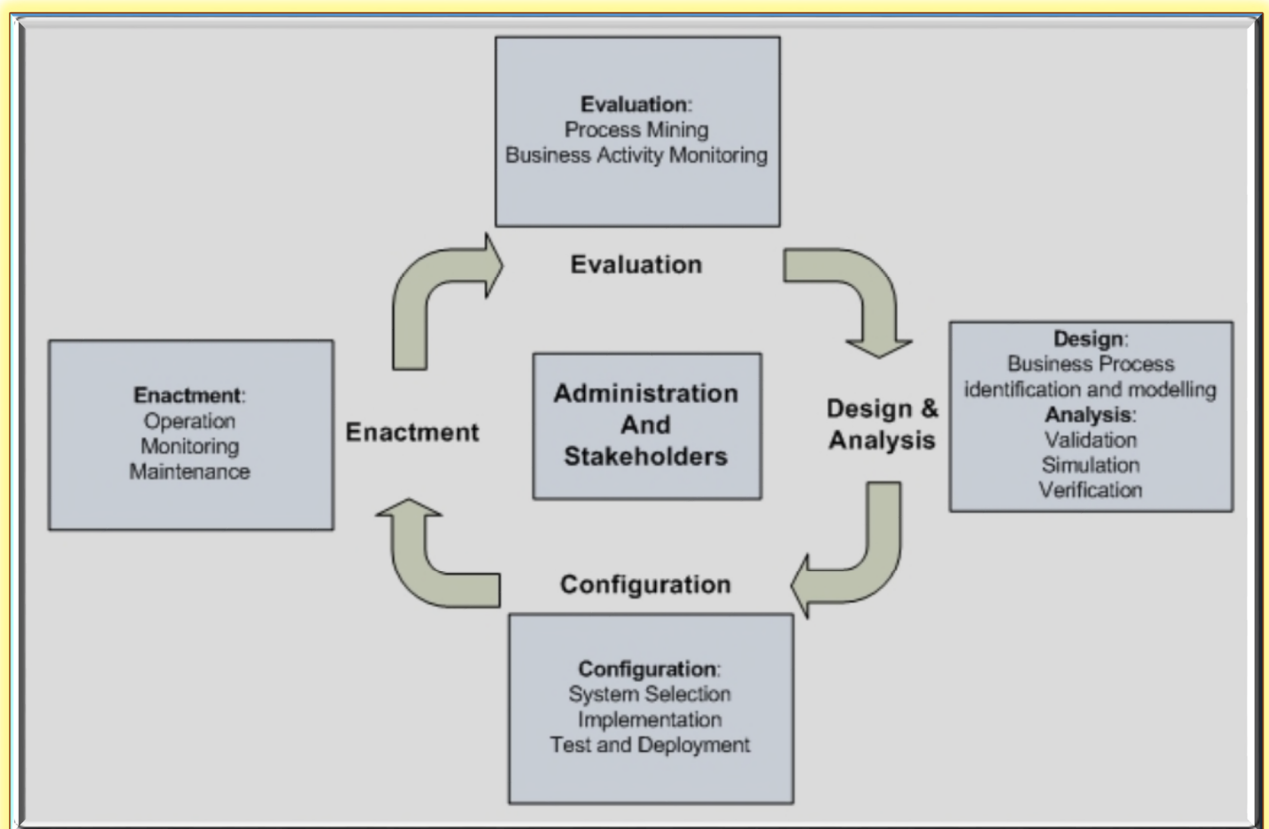 Evaluation:
Process Mining
Business Activity Monitoring
Evaluation
Enactment:
Operation
Monitoring
Maintenance
Enactment
Administration
And
Stakeholders
Design &
Analysis
Design:
Business Process
identification and modelling
Analysis:
Validation
Simulation
Verification
Configuration
Configuration:
System Selection
Implementation
Test and Deployment